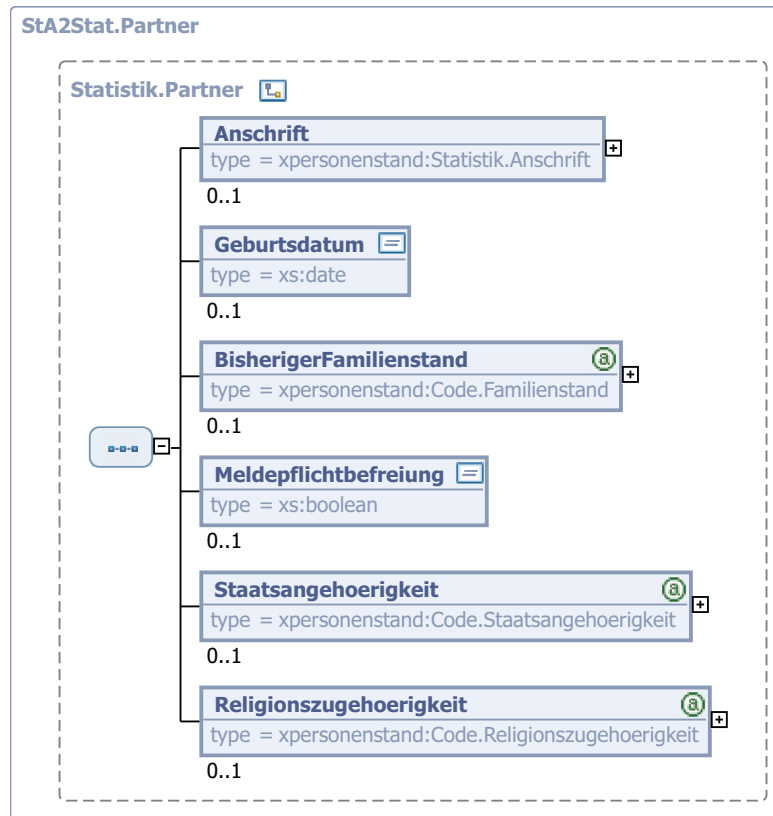 StA2Stat.Partner
Statistik.Partner
Anschrift
type = xpersonenstand:Statistik.Anschrift
0..1
Geburtsdatum
type = xs:date
0..1
BisherigerFamilienstand
type = xpersonenstand:Code.Familienstand
0..1
Meldepflichtbefreiung
type = xs:boolean
0..1
Staatsangehoerigkeit
type = xpersonenstand:Code.Staatsangehoerigkeit
0..1
Religionszugehoerigkeit
type = xpersonenstand:Code.Religionszugehoerigkeit
0..1